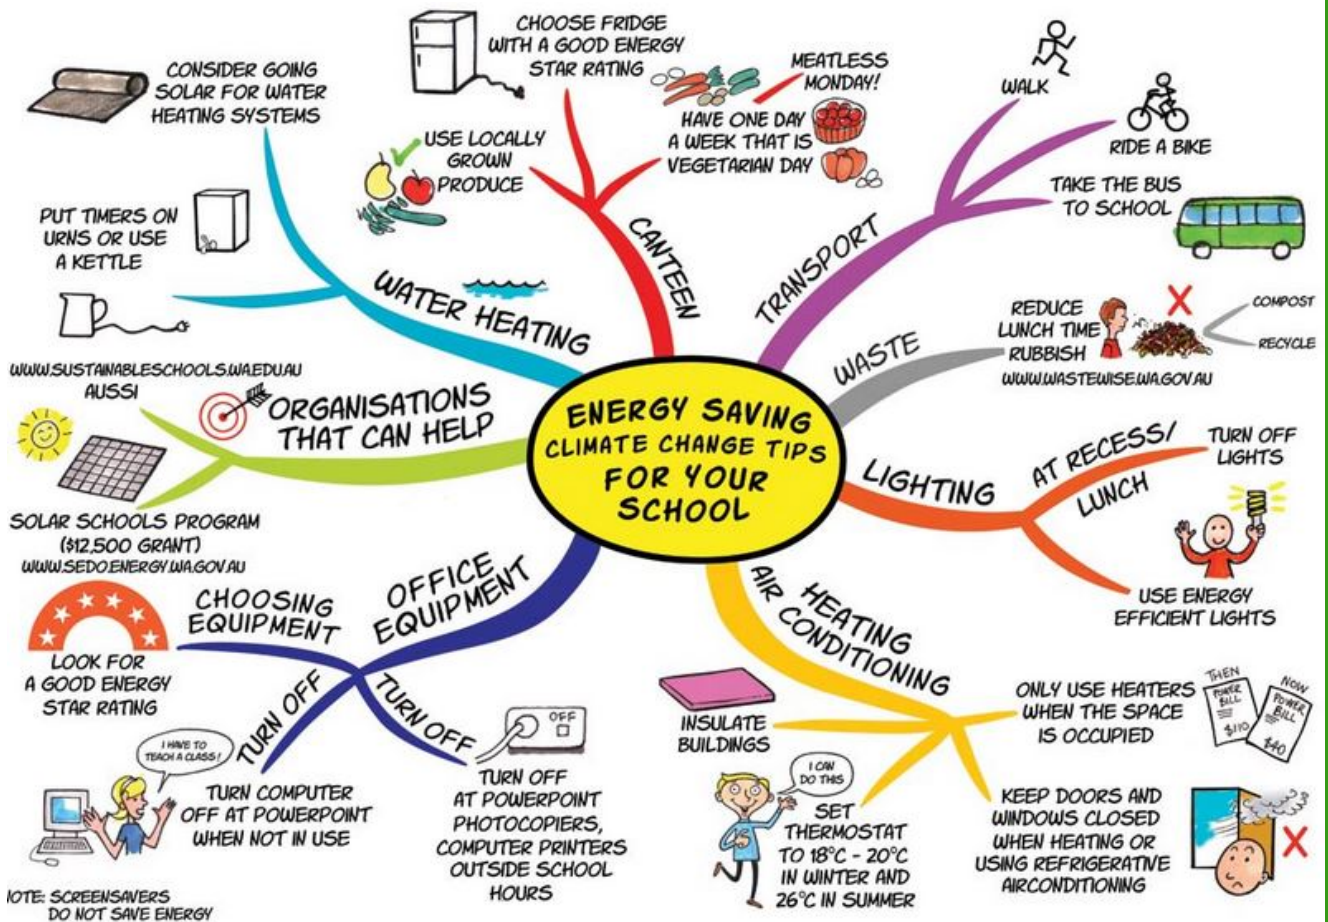 ENERGY SAVING
CLIMATE CHANGE TIPS
FOR YOUR
SCHOOL
CANTEEN
CHOOSE FRIDGE
WITH A GOOD ENERGY
STAR RATING
USE LOCALLY
GROWN
PRODUCE
MEATLESS
MONDAY!
HAVE ONE DAY
A WEEK THAT IS
VEGETARIAN DAY
TRANSPORT
WALK
RIDE A BIKE
TAKE THE BUS
TO SCHOOL
WASTE
REDUCE
LUNCH TIME
RUBBISH
WWW.WASTEWISE.WA.GOV.AU
COMPOST
RECYCLE
LIGHTING
AT RECESS/
LUNCH
TURN OFF
LIGHTS
USE ENERGY
EFFICIENT LIGHTS
HEATING
AIR CONDITIONING
ONLY USE HEATERS
WHEN THE SPACE
IS OCCUPIED
THEN
POWER
BILL
$110
NOW
POWER
BILL
$40
KEEP DOORS AND
WINDOWS CLOSED
WHEN HEATING OR
USING REFRIGERATIVE
AIRCONDITIONING
I CAN
DO THIS
SET
THERMOSTAT
TO 18°C - 20°C
IN WINTER AND
26°C IN SUMMER
INSULATE
BUILDINGS
OFFICE
EQUIPMENT
TURN OFF
OFF
TURN OFF
AT POWERPOINT
PHOTOCOPIERS,
COMPUTER PRINTERS
OUTSIDE SCHOOL
HOURS
TURN OFF
I HAVE TO
TEACH A CLASS!
TURN COMPUTER
OFF AT POWERPOINT
WHEN NOT IN USE
NOTE: SCREENSAVERS
DO NOT SAVE ENERGY
CHOOSING
EQUIPMENT
LOOK FOR
A GOOD ENERGY
STAR RATING
ORGANISATIONS
THAT CAN HELP
WWW.SUSTAINABLESCHOOLS.WA.EDU.AU
AUSSI
SOLAR SCHOOLS PROGRAM
($12,500 GRANT)
WWW.SEDO.ENERGY.WA.GOV.AU
WATER HEATING
PUT TIMERS ON
URNS OR USE
A KETTLE
CONSIDER GOING
SOLAR FOR WATER
HEATING SYSTEMS